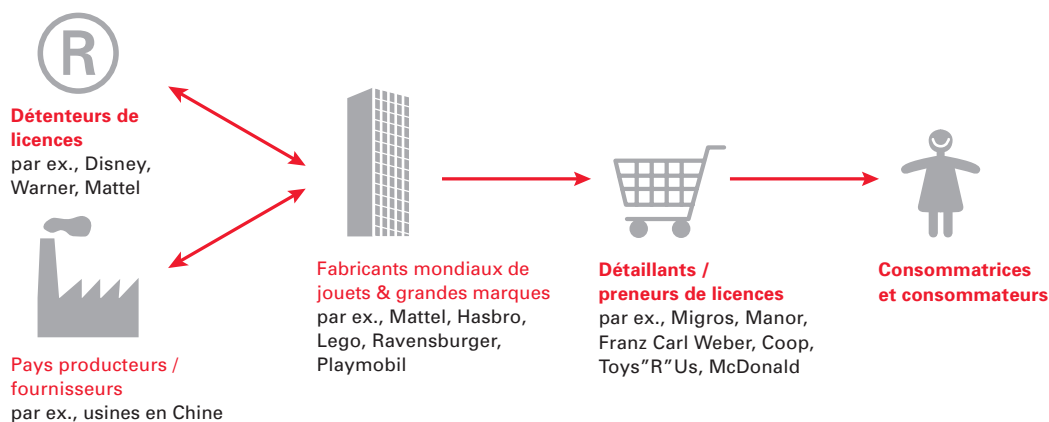 R
Détenteurs de
licences
par ex., Disney,
Warner, Mattel
Pays producteurs /
fournisseurs
par ex., usines en Chine
Fabricants mondiaux de
jouets & grandes marques
par ex., Mattel, Hasbro,
Lego, Ravensburger,
Playmobil
Détaillants /
preneurs de licences
par ex., Migros, Manor,
Franz Carl Weber, Coop,
Toys”R”Us, McDonald
Consommatrices
et consommateurs